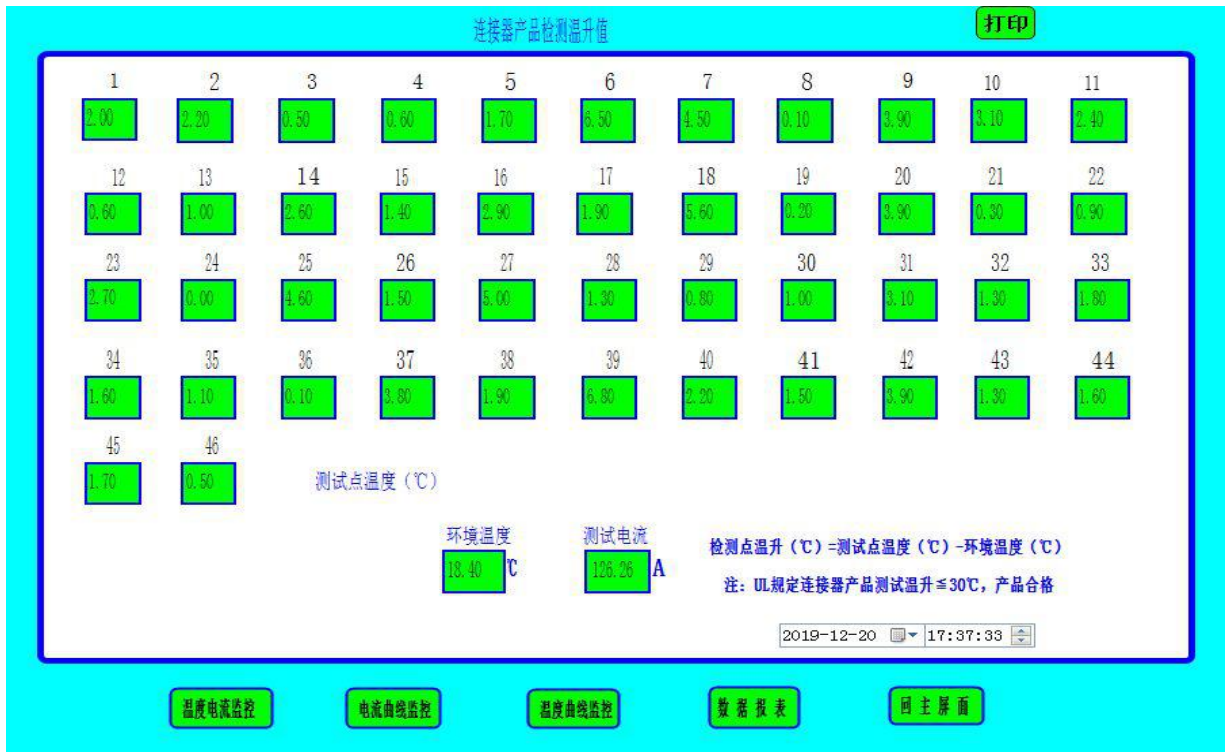 连接器产品检测温升值 打印
1 2 3 4 5 6 7 8 9 10 11
2.00 2.20 0.50 0.60 1.70 6.50 4.50 0.10 3.90 3.10 2.40
12 13 14 15 16 17 18 19 20 21 22
0.60 1.00 2.60 1.40 2.90 1.90 5.60 0.20 3.90 0.30 0.90
23 24 25 26 27 28 29 30 31 32 33
2.70 0.00 4.60 1.50 5.00 1.30 0.80 1.00 3.10 1.30 1.80
34 35 36 37 38 39 40 41 42 43 44
1.60 1.10 0.10 3.80 1.90 6.80 2.20 1.50 3.90 1.30 1.60
45 46
1.70 0.50 测试点温度（℃）
环境温度 测试电流
18.40 ℃ 126.26 A
检测点温升（℃）=测试点温度（℃）-环境温度（℃）
注：UL规定连接器产品测试温升≦30℃，产品合格
2019-12-20 17:37:33
温度电流监控 电流曲线监控 温度曲线监控 数据报表 回主屏面